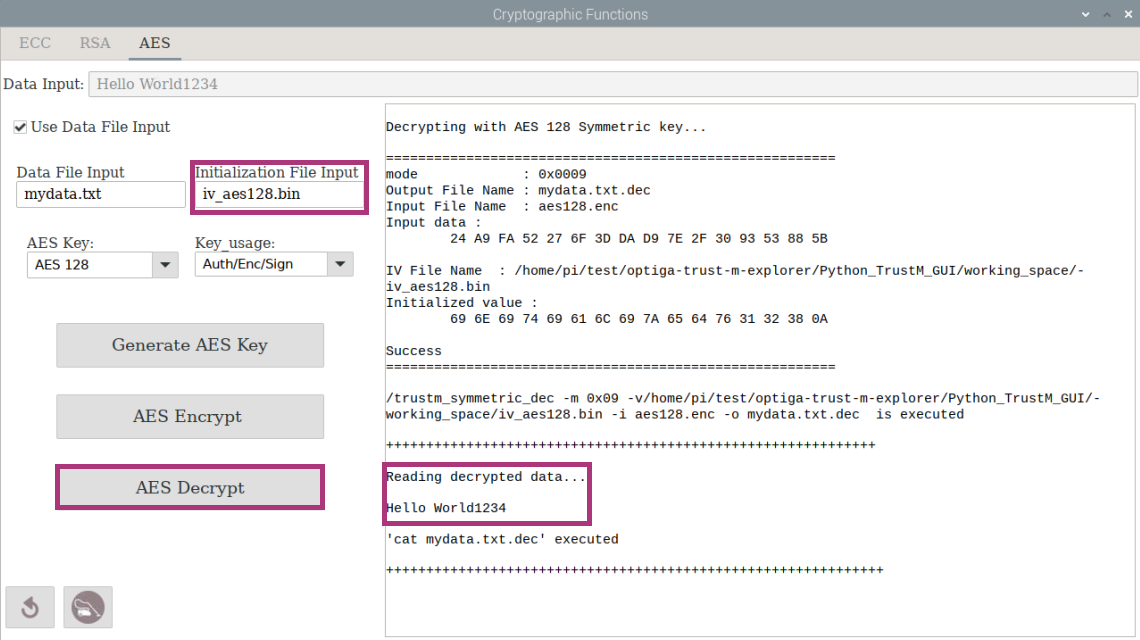 Cryptographic Functions
ECC RSA AES
Data Input: Hello World1234
Use Data File Input
Data File Input
mydata.txt
Initialization File Input
iv_aes128.bin
AES Key:
AES 128
Key_usage:
Auth/Enc/Sign
Generate AES Key
AES Encrypt
AES Decrypt
Decrypting with AES 128 Symmetric key...
========================================================
mode             : 0x0009
Output File Name : mydata.txt.dec
Input File Name  : aes128.enc
Input data :
        24 A9 FA 52 27 6F 3D DA D9 7E 2F 30 93 53 88 5B
IV File Name  : /home/pi/test/optiga-trust-m-explorer/Python_TrustM_GUI/working_space/-
iv_aes128.bin
Initialized value :
        69 6E 69 74 69 61 6C 69 7A 65 64 76 31 32 38 0A
Success
========================================================
/trustm_symmetric_dec -m 0x09 -v/home/pi/test/optiga-trust-m-explorer/Python_TrustM_GUI/-
working_space/iv_aes128.bin -i aes128.enc -o mydata.txt.dec  is executed
+++++++++++++++++++++++++++++++++++++++++++++++++++++++++++++
Reading decrypted data...
Hello World1234
'cat mydata.txt.dec' executed
++++++++++++++++++++++++++++++++++++++++++++++++++++++++++++++